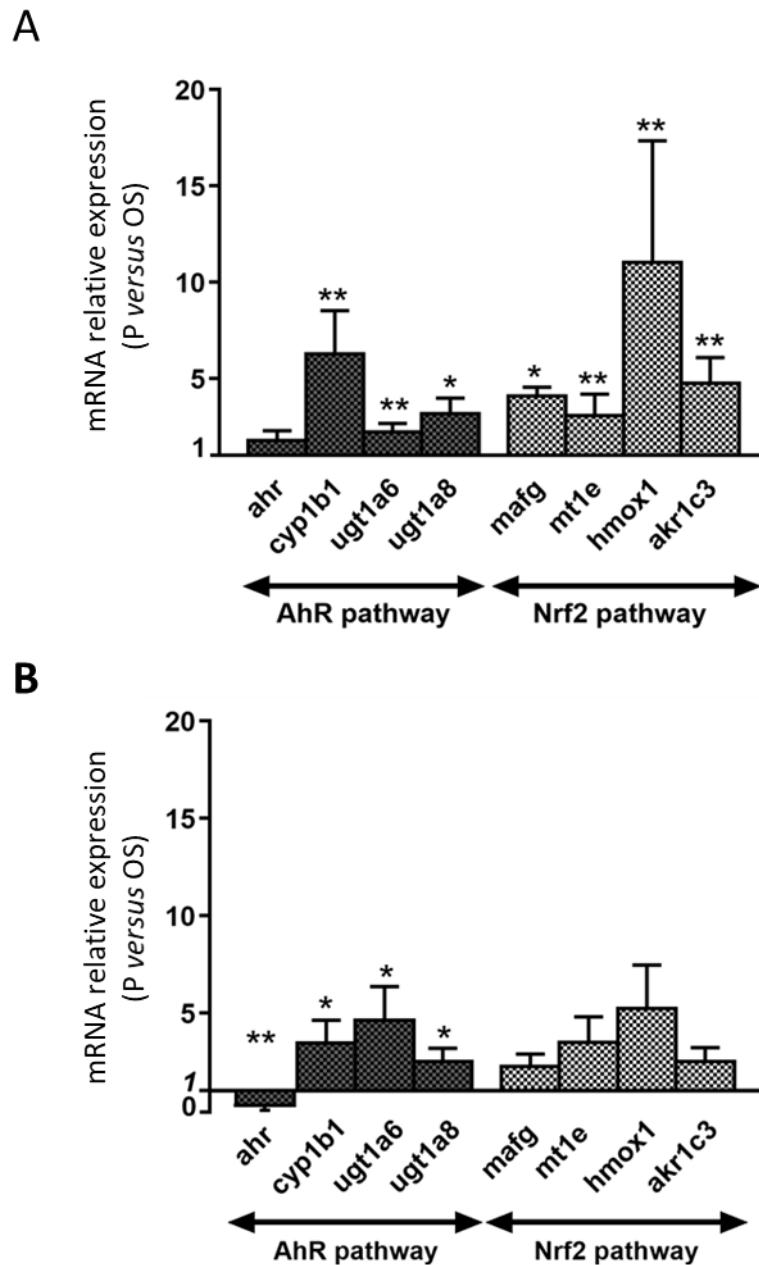 A
mRNA relative expression
(P versus OS)
20
15
10
5
1
**
**
*
*
**
**
**
ahr
cyp1b1
ugt1a6
ugt1a8
mafg
mt1e
hmox1
akr1c3
AhR pathway
Nrf2 pathway
B
mRNA relative expression
(P versus OS)
20
15
10
5
1
0
**
*
*
*
ahr
cyp1b1
ugt1a6
ugt1a8
mafg
mt1e
hmox1
akr1c3
AhR pathway
Nrf2 pathway